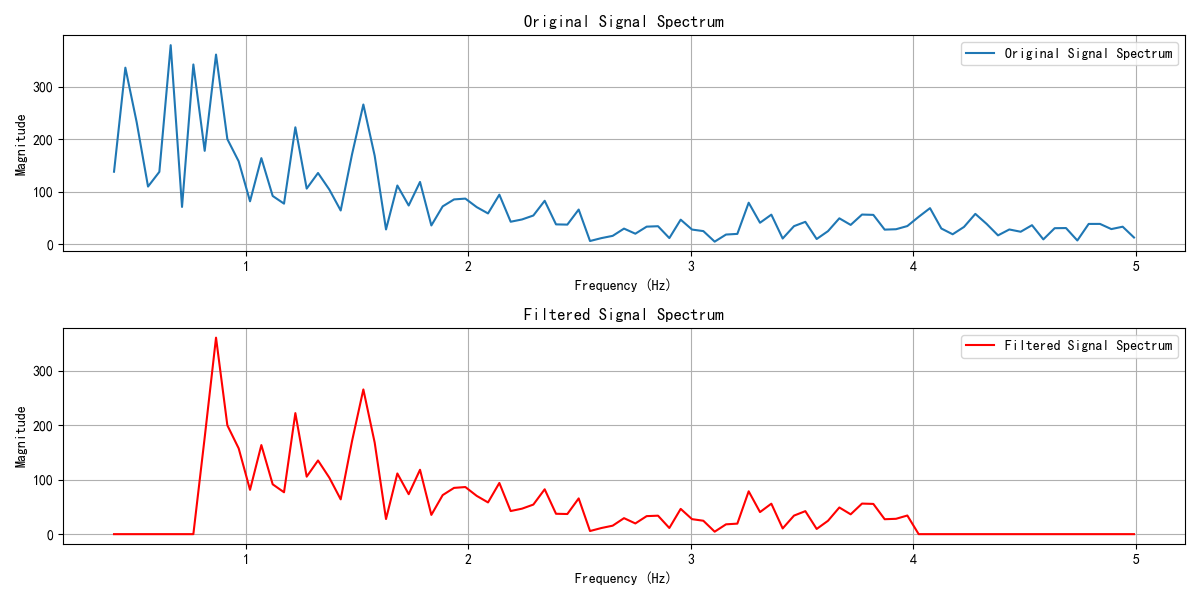 Original Signal Spectrum
Original Signal Spectrum
Magnitude
300
200
100
0
1 2 3 4 5
Frequency (Hz)
Filtered Signal Spectrum
Filtered Signal Spectrum
Magnitude
300
200
100
0
1 2 3 4 5
Frequency (Hz)